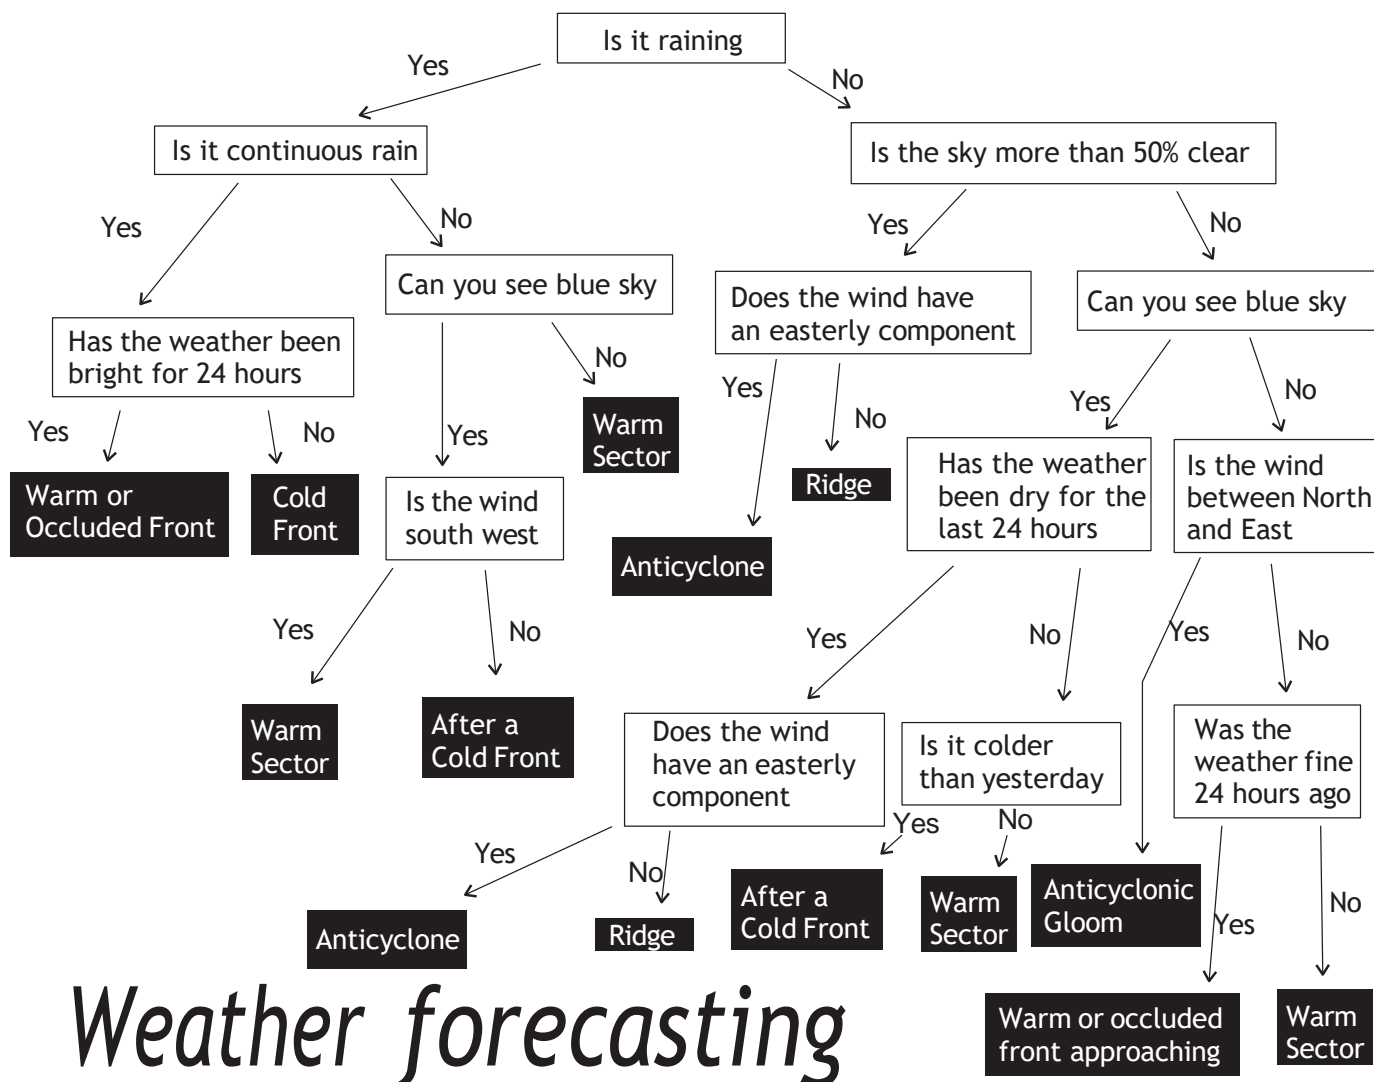 Is it raining
Yes
No
Is it continuous rain
Is the sky more than 50% clear
Yes
No
Yes
No
Can you see blue sky
Does the wind have
an easterly component
Can you see blue sky
Has the weather been
bright for 24 hours
No
Yes
No
Yes
No
Yes
No
Yes
Warm
Sector
Ridge
Has the weather
been dry for the
last 24 hours
Is the wind
between North
and East
Warm or
Occluded Front
Cold
Front
Is the wind
south west
Anticyclone
Yes
No
Yes
No
Yes
No
Warm
Sector
After a
Cold Front
Does the wind
have an easterly
component
Is it colder
than yesterday
Was the
weather fine
24 hours ago
Yes
No
Yes
No
Anticyclone
Ridge
After a
Cold Front
Warm
Sector
Anticyclonic
Gloom
Yes
No
Weather forecasting
Warm or occluded
front approaching
Warm
Sector